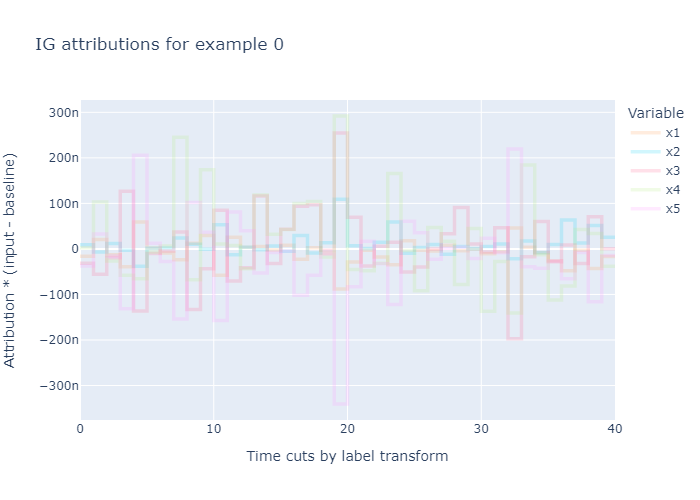 IG attributions for example 0
Attribution * (input - baseline)
300n
200n
100n
0
−100n
−200n
−300n
0
10
20
30
40
Time cuts by label transform
Variable
x1
x2
x3
x4
x5